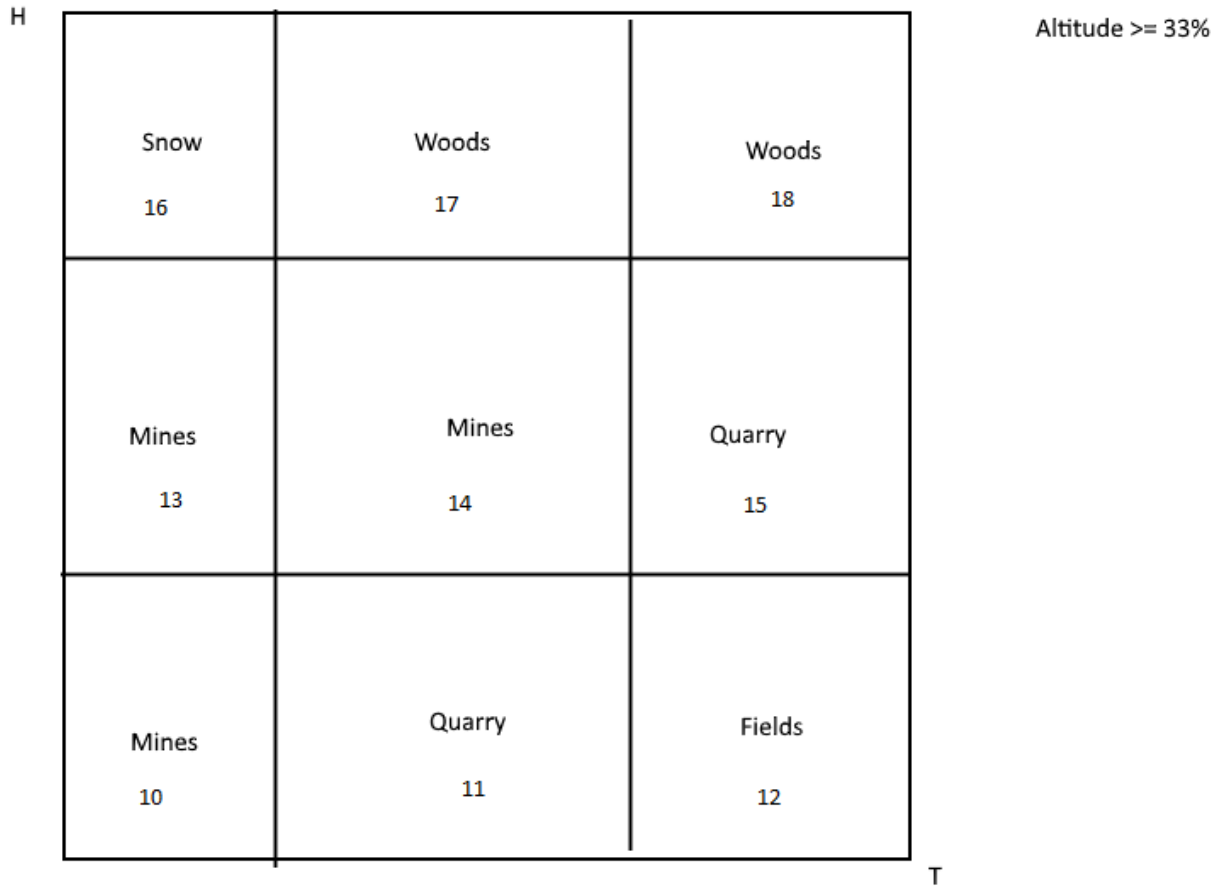 H
Altitude >= 33%
Snow
Woods
Woods
16
17
18
Mines
Mines
Quarry
13
14
15
Mines
Quarry
Fields
10
11
12
T